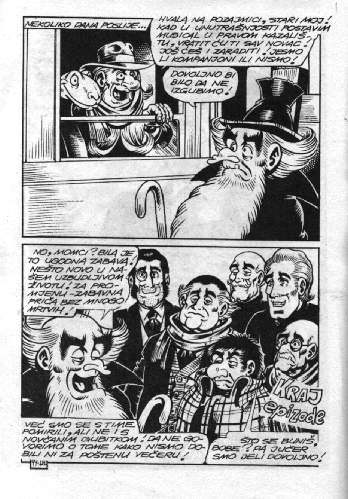 NEKOLIKO DANA POSLIJE...
HVALA NA POZAJMICI, STARI MOJ!
KAD U UNUTRAŠNJOSTI POSTAVIM
MUSICAL U PRAVOM KAZALIŠ-
TU, VRATIT ĆU TI SAV NOVAC!
JOŠ ĆEŠ I ZARADITI! JESMO
LI KOMPANJONI ILI NISMO!
DOVOLJNO BI
BILO DA NE
IZGUBIMO!
NO, MOMCI? BILA JE
TO UGODNA ZABAVA!
NEŠTO NOVO U NA-
ŠEM UZBUDLJIVOM
ŽIVOTU! ZA PRO-
MJENU - ZABAVNA
PRIČA BEZ MNOGO
MRTVIH!
KRAJ
epizode
VEĆ SMO SE S TIME
POMIRILI, ALI NE I S
NOVČANIM GUBITKOM! DA NE GO-
VORIMO O TOME KAKO NISMO DO-
BILI NI ZA POŠTENU VEČERU!
ŠTO SE BUNIŠ,
BOBE? PA JUČER
SMO JELI DOVOLJNO!